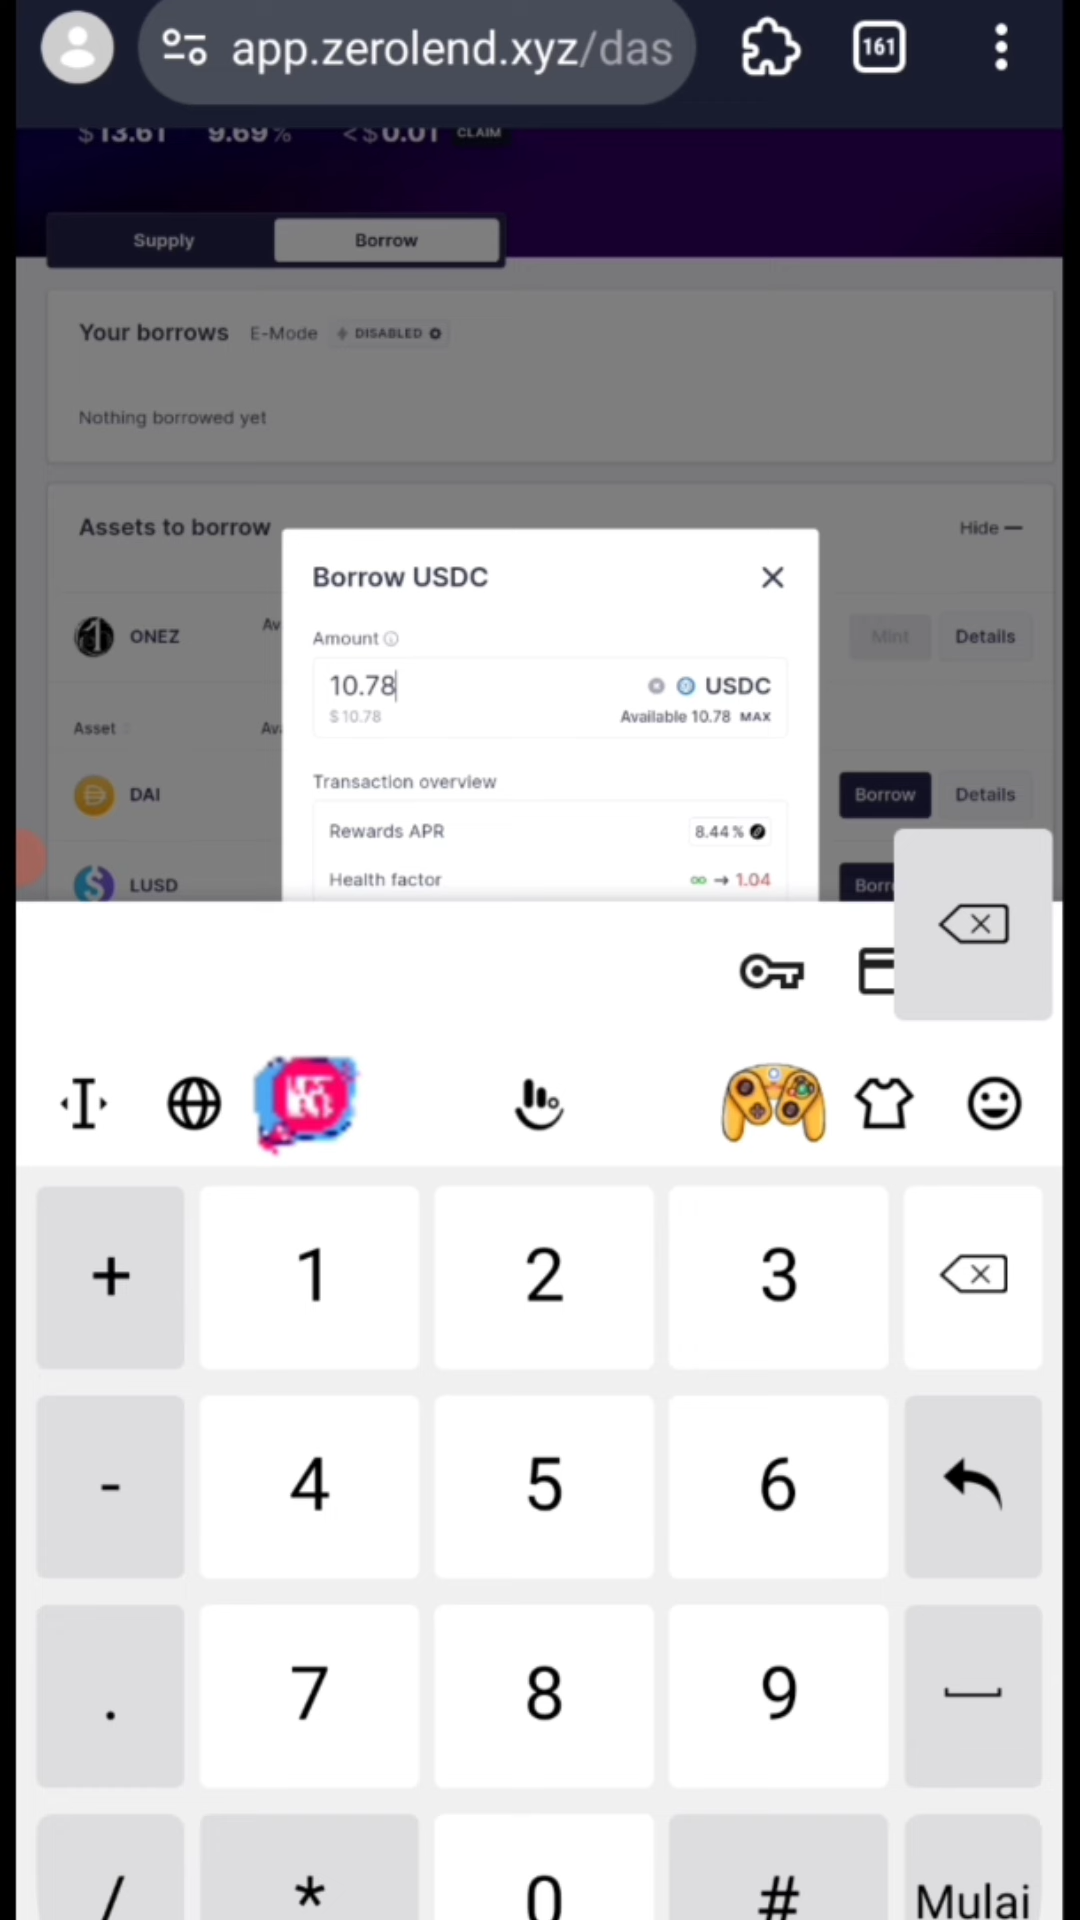 app.zerolend.xyz/das
161
$13.61 9.69% <$0.01 CLAIM
Supply Borrow
Your borrows E-Mode DISABLED
Nothing borrowed yet
Assets to borrow Hide
Borrow USDC
ONEZ Av Mint Details
Amount
10.78 USDC
$10.78 Available 10.78 MAX
Asset Ava
Transaction overview
DAI Borrow Details
Rewards APR 8.44%
Health factor ∞ → 1.04
LUSD Borr
+ 1 2 3
- 4 5 6
. 7 8 9
/ * 0 # Mulai